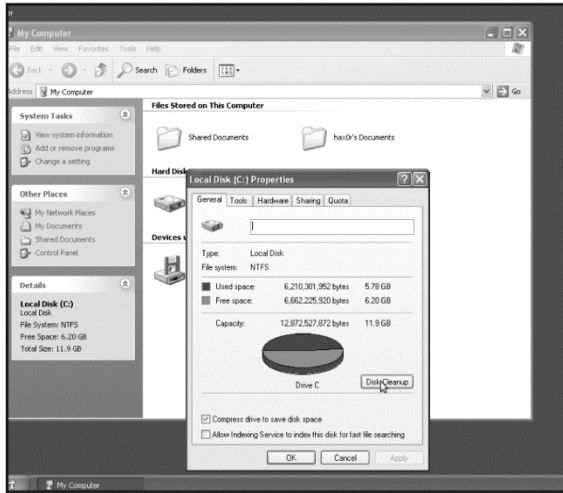 My Computer
File Edit View Favorites Tools Help
Back Search Folders
Address My Computer Go
System Tasks
View system information
Add or remove programs
Change a setting
Other Places
My Network Places
My Documents
Shared Documents
Control Panel
Details
Local Disk (C:)
Local Disk
File System: NTFS
Free Space: 6.20 GB
Total Size: 11.9 GB
Files Stored on This Computer
Shared Documents hax0r's Documents
Hard Disk
Devices
Local Disk (C:) Properties
General Tools Hardware Sharing Quota
Type: Local Disk
File system: NTFS
Used space: 6,210,301,952 bytes 5.78 GB
Free space: 6,662,225,920 bytes 6.20 GB
Capacity: 12,872,527,872 bytes 11.9 GB
Drive C
Disk Cleanup
Compress drive to save disk space
Allow Indexing Service to index this disk for fast file searching
OK Cancel Apply
My Computer